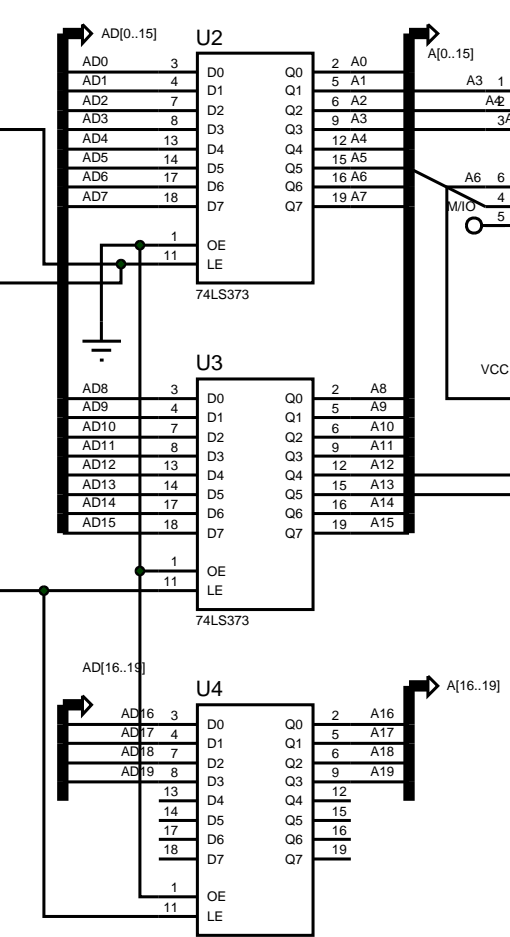 AD[0..15] U2 A[0..15]
AD0 3 D0 Q0 2 A0
AD1 4 D1 Q1 5 A1 A3 1
AD2 7 D2 Q2 6 A2 A4 2
AD3 8 D3 Q3 9 A3 3 A
AD4 13 D4 Q4 12 A4
AD5 14 D5 Q5 15 A5
AD6 17 D6 Q6 16 A6 A6 6
AD7 18 D7 Q7 19 A7 M/IO 4
5
1 OE
11 LE
74LS373
U3
VCC
AD8 3 D0 Q0 2 A8
AD9 4 D1 Q1 5 A9
AD10 7 D2 Q2 6 A10
AD11 8 D3 Q3 9 A11
AD12 13 D4 Q4 12 A12
AD13 14 D5 Q5 15 A13
AD14 17 D6 Q6 16 A14
AD15 18 D7 Q7 19 A15
1 OE
11 LE
74LS373
AD[16..19] U4 A[16..19]
AD16 3 D0 Q0 2 A16
AD17 4 D1 Q1 5 A17
AD18 7 D2 Q2 6 A18
AD19 8 D3 Q3 9 A19
13 D4 Q4 12
14 D5 Q5 15
17 D6 Q6 16
18 D7 Q7 19
1 OE
11 LE